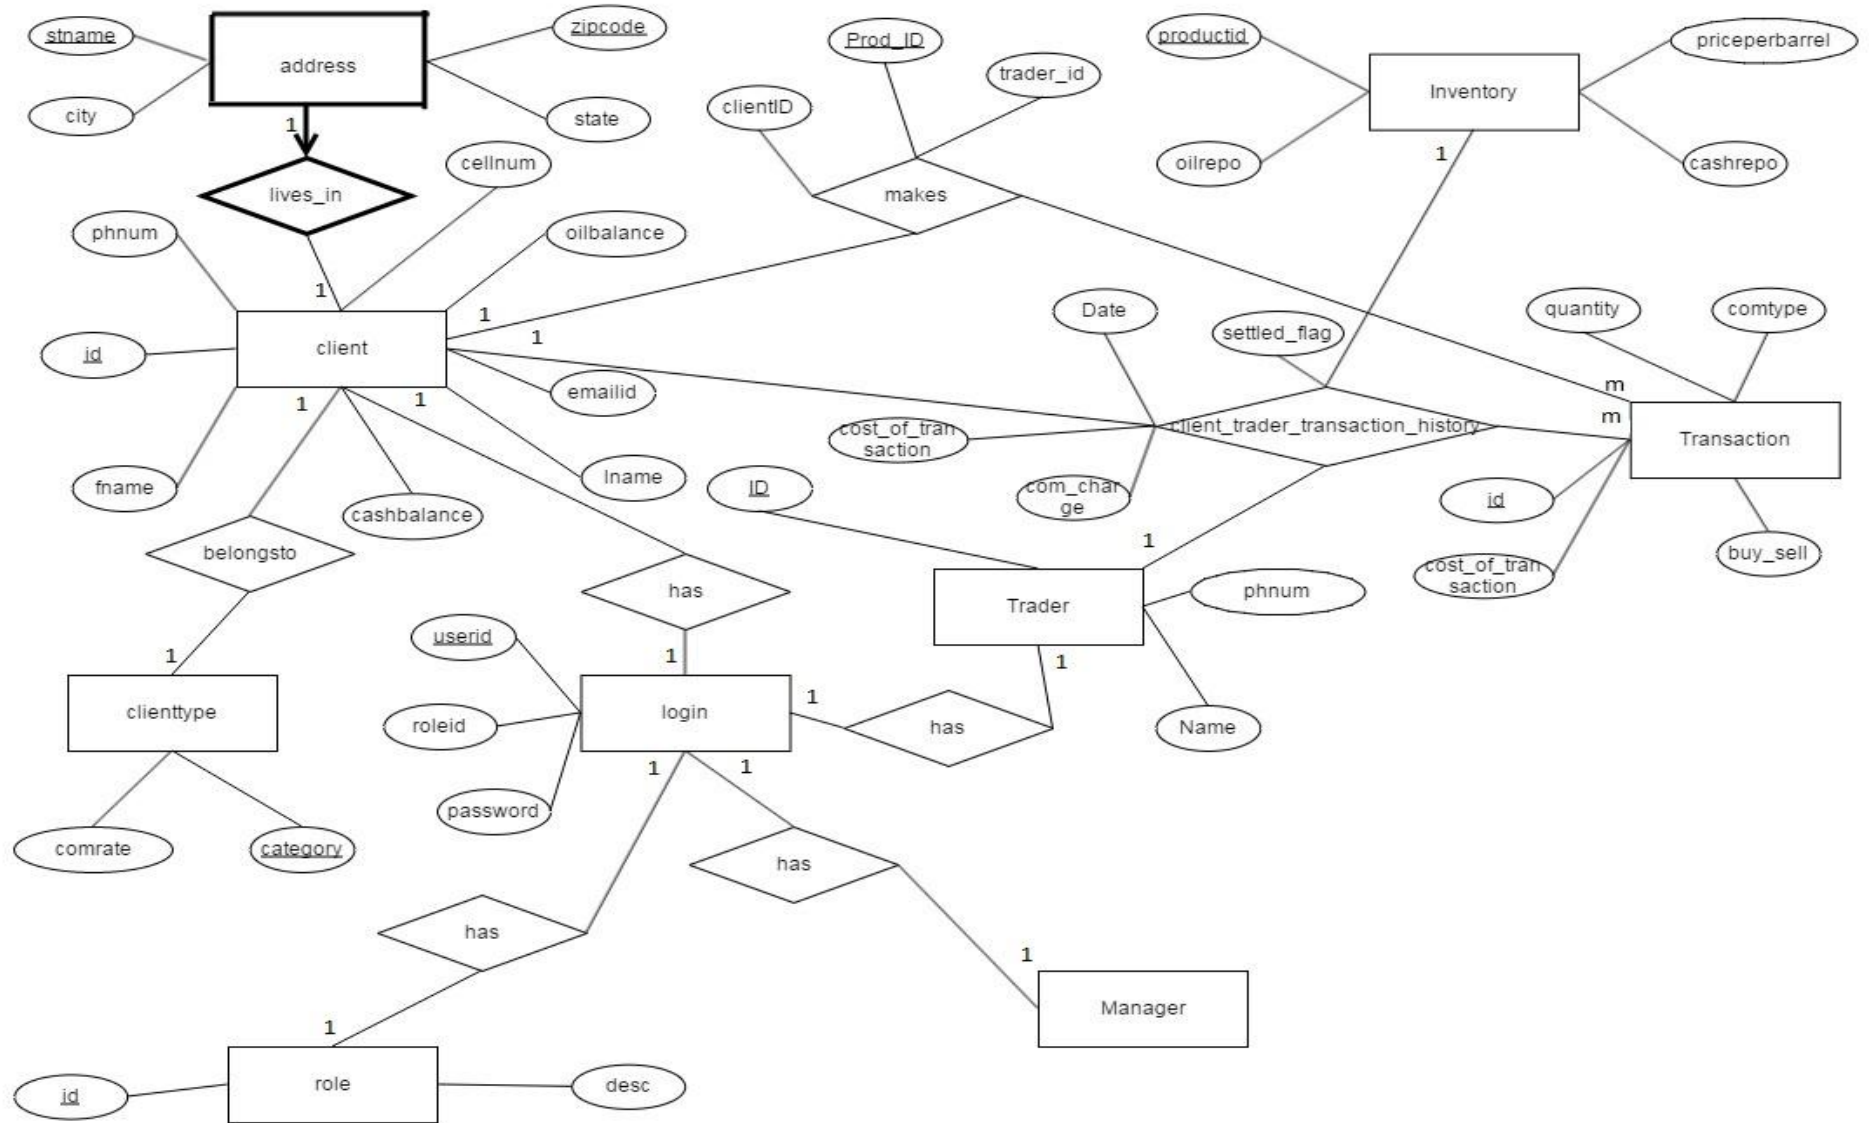 stname
zipcode
address
city
state
1
lives_in
cellnum
phnum
oilbalance
1
client
id
emailid
fname
lname
cashbalance
1
1
1
1
Prod_ID
trader_id
clientID
makes
productid
priceperbarrel
Inventory
oilrepo
cashrepo
1
Date
settled_flag
cost_of_tran
saction
client_trader_transaction_history
com_char
ge
quantity
comtype
m
m
Transaction
id
cost_of_tran
saction
buy_sell
ID
1
Trader
phnum
1
Name
belongsto
1
clienttype
comrate
category
has
1
userid
roleid
login
password
1
has
1
1
has
1
Manager
has
1
role
id
desc